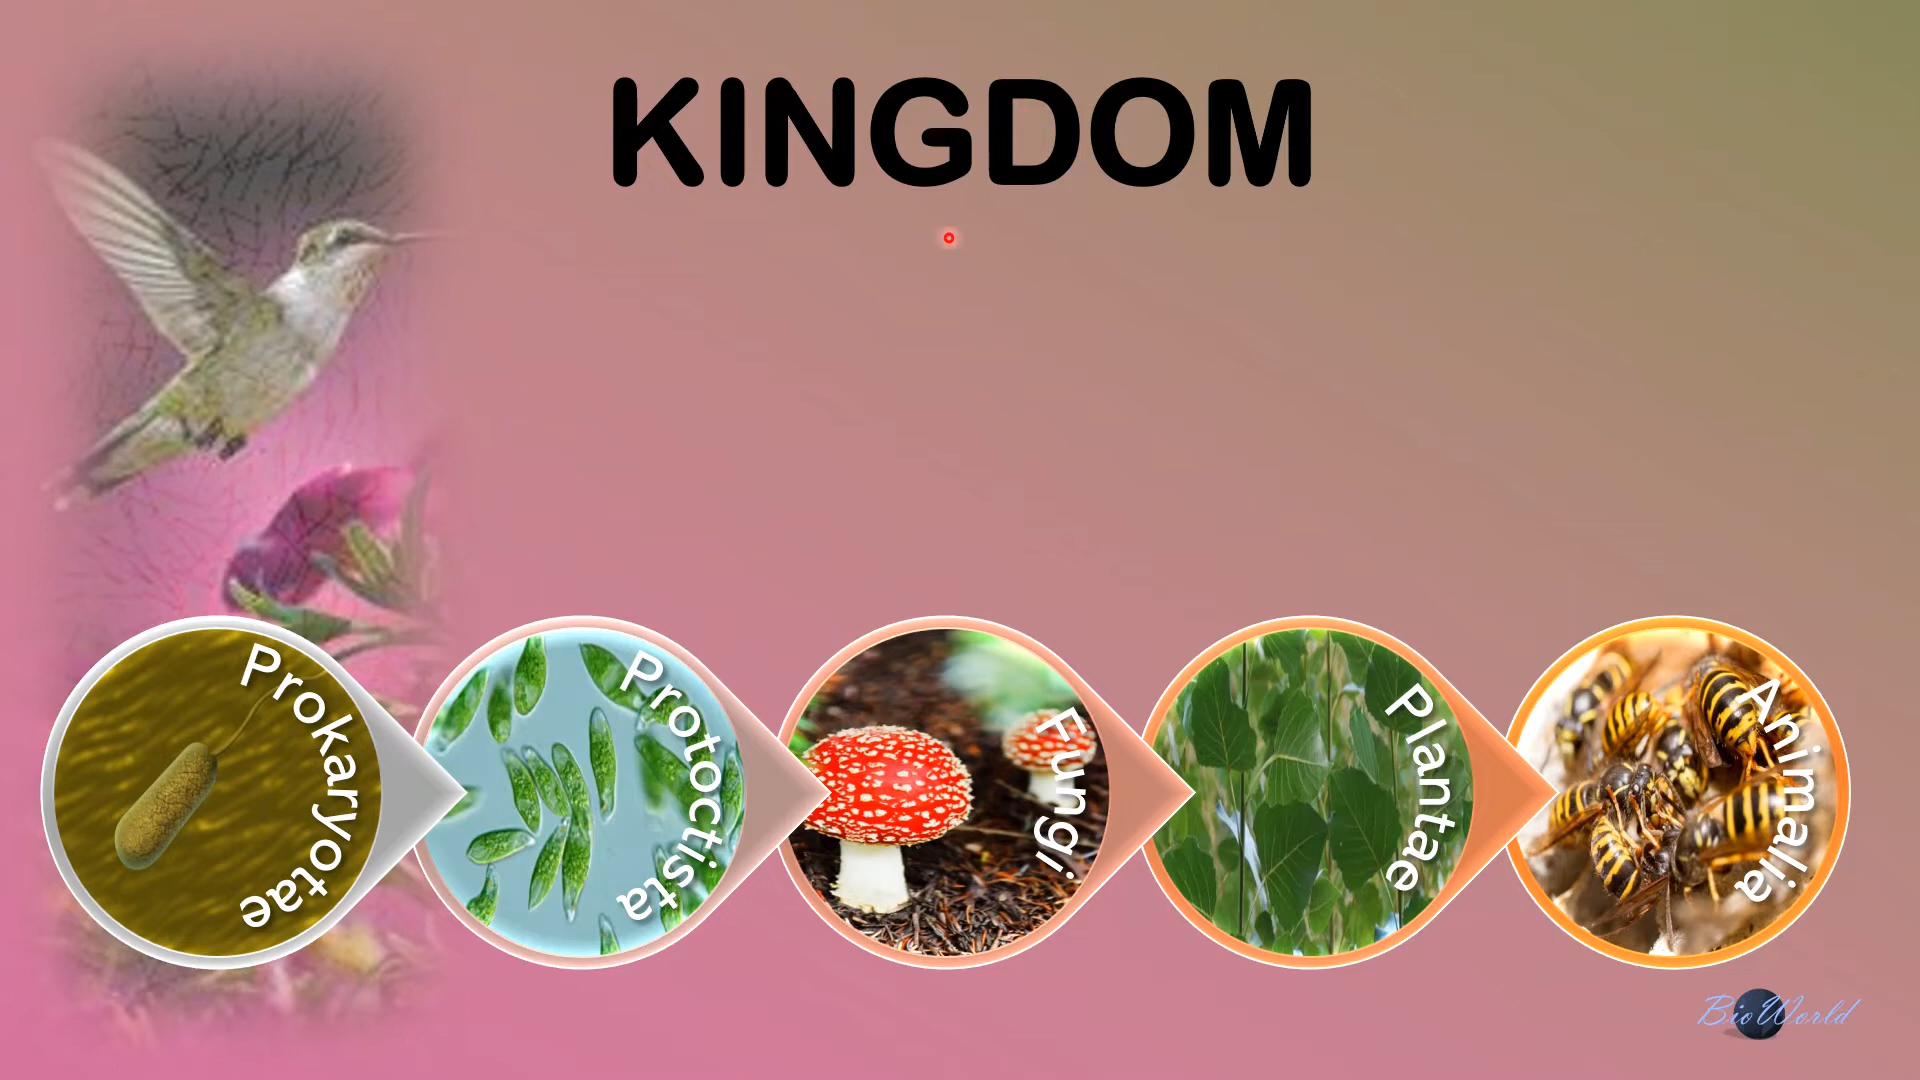 KINGDOM
Prokaryotae
Protoctista
Fungi
Plantae
Animalia
BioWorld